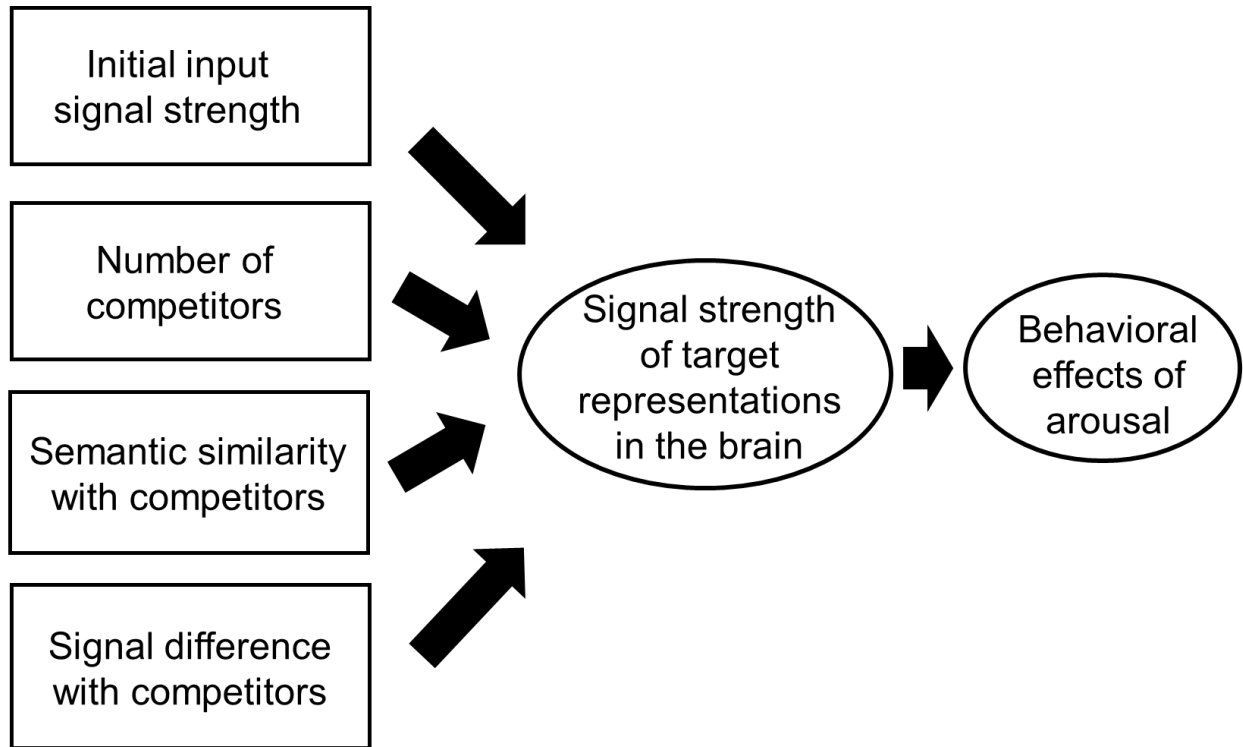 Initial input
signal strength
Number of
competitors
Semantic similarity
with competitors
Signal difference
with competitors
Signal strength
of target
representations
in the brain
Behavioral
effects of
arousal